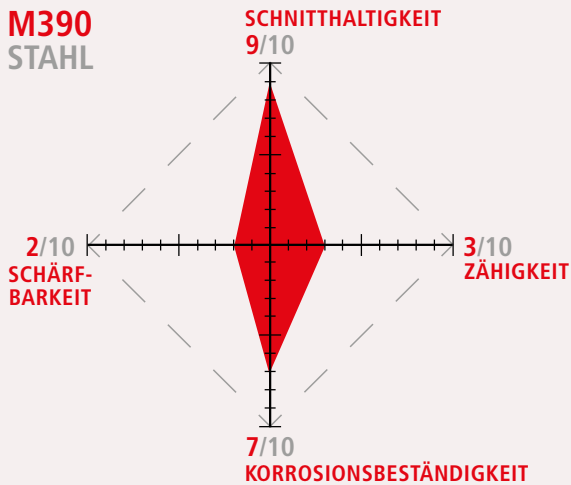 M390
STAHL
SCHNITTHALTIGKEIT
9/10
2/10
SCHÄRF-
BARKEIT
3/10
ZÄHIGKEIT
7/10
KORROSIONSBESTÄNDIGKEIT